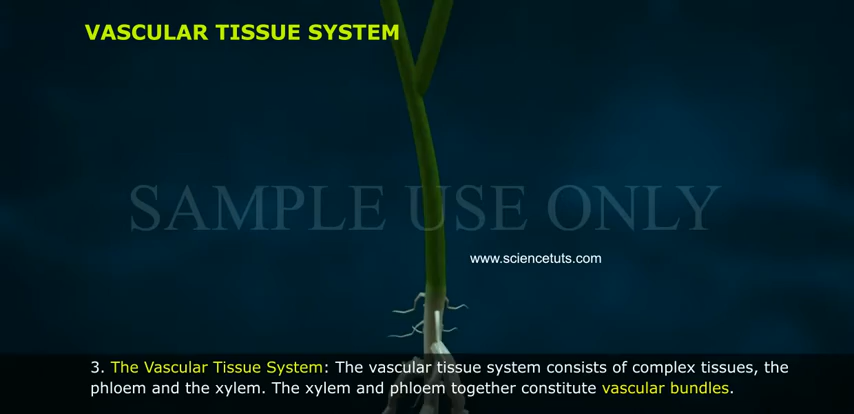 VASCULAR TISSUE SYSTEM
SAMPLE USE ONLY
www.sciencetuts.com
3. The Vascular Tissue System: The vascular tissue system consists of complex tissues, the
phloem and the xylem. The xylem and phloem together constitute vascular bundles.